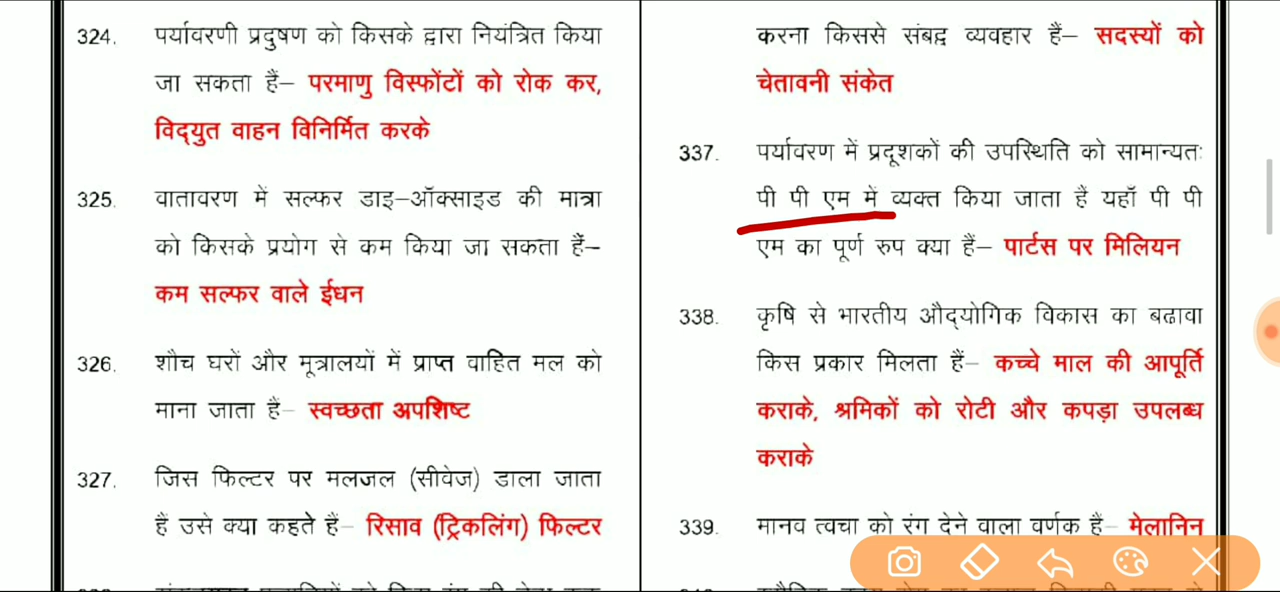 324. पर्यावरणी प्रदुषण को किसके द्वारा नियंत्रित किया
जा सकता हैं– परमाणु विस्फोंटों को रोक कर,
विद्युत वाहन विनिर्मित करके
325. वातावरण में सल्फर डाइ–ऑक्साइड की मात्रा
को किसके प्रयोग से कम किया जा सकता हैं–
कम सल्फर वाले ईधन
326. शौच घरों और मूत्रालयों में प्राप्त वाहित मल को
माना जाता हैं– स्वच्छता अपशिष्ट
327. जिस फिल्टर पर मलजल (सीवेज) डाला जाता
हैं उसे क्या कहते हैं– रिसाव (ट्रिकलिंग) फिल्टर
करना किससे संबद्व व्यवहार हैं– सदस्यों को
चेतावनी संकेत
337. पर्यावरण में प्रदूशकों की उपस्थिति को सामान्यतः
पी पी एम में व्यक्त किया जाता हैं यहॉ पी पी
एम का पूर्ण रुप क्या हैं– पार्टस पर मिलियन
338. कृषि से भारतीय औद्योगिक विकास का बढावा
किस प्रकार मिलता हैं– कच्चे माल की आपूर्ति
कराके, श्रमिकों को रोटी और कपड़ा उपलब्ध
कराके
339. मानव त्वचा को रंग देने वाला वर्णक हैं– मेलानिन